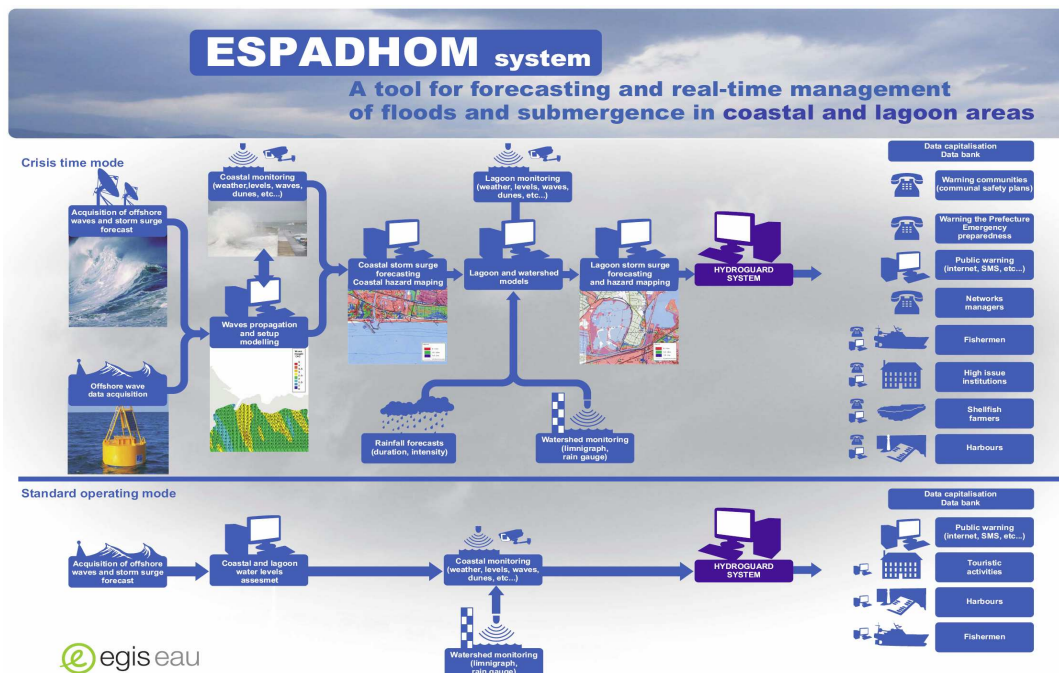 ESPADHOM system
A tool for forecasting and real-time management
of floods and submergence in coastal and lagoon areas
Crisis time mode
Acquisition of offshore
waves and storm surge
forecast
Offshore wave
data acquisition
Coastal monitoring
(weather,levels, waves,
dunes, etc...)
Waves propagation
and setup
modelling
Coastal storm surge
forecasting
Coastal hazard maping
Lagoon monitoring
(weather, levels, waves,
dunes, etc...)
Lagoon and watershed
models
Rainfall forecasts
(duration, intensity)
Watershed monitoring
(limnigraph,
rain gauge)
Lagoon storm surge
forecasting
and hazard mapping
HYDROGUARD
SYSTEM
Data capitalisation
Data bank
Warning communities
(communal safety plans)
Warning the Prefecture
Emergency
preparedness
Public warning
(internet, SMS, etc...)
Networks
managers
Fishermen
High issue
institutions
Shellfish
farmers
Harbours
Standard operating mode
Acquisition of offshore
waves and storm surge
forecast
Coastal and lagoon
water levels
assesmet
Coastal monitoring
(weather, levels, waves,
dunes, etc...)
Watershed monitoring
(limnigraph,
rain gauge)
HYDROGUARD
SYSTEM
Data capitalisation
Data bank
Public warning
(internet, SMS, etc...)
Touristic
activities
Harbours
Fishermen
egis eau